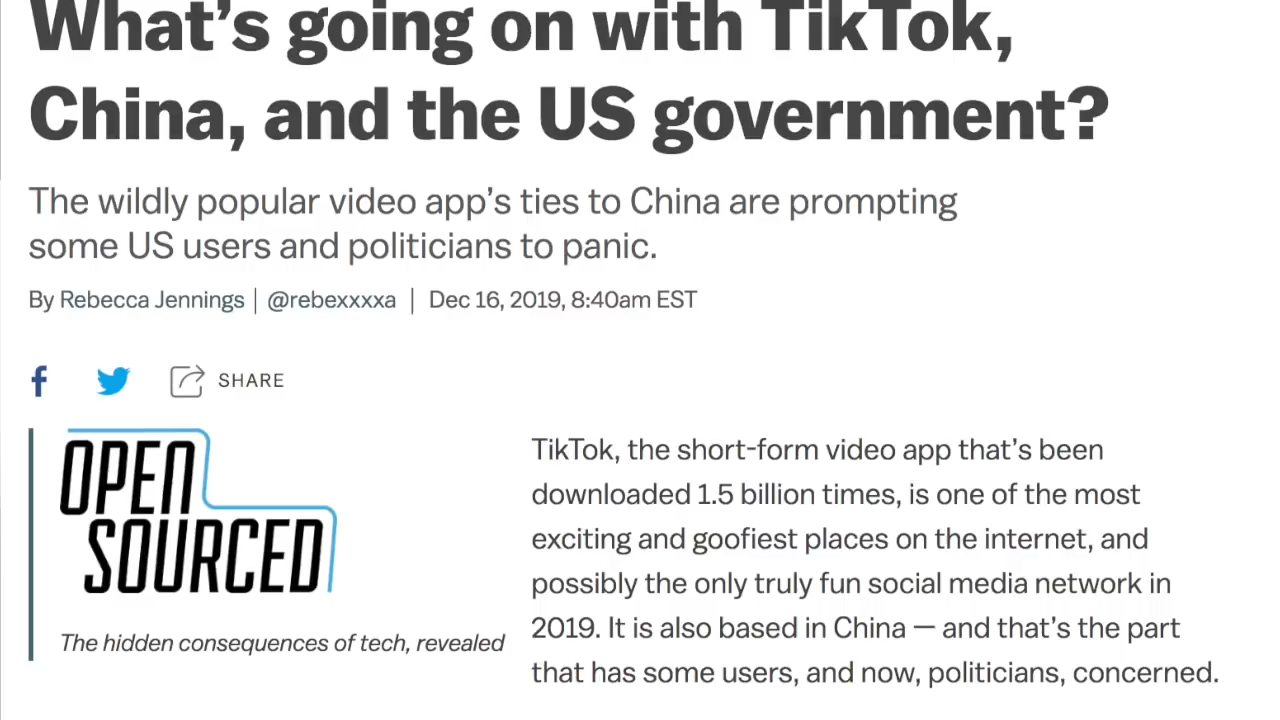 What's going on with TikTok,
China, and the US government?
The wildly popular video app's ties to China are prompting
some US users and politicians to panic.
By Rebecca Jennings | @rebexxxxa | Dec 16, 2019, 8:40am EST
SHARE
OPEN
SOURCED
The hidden consequences of tech, revealed
TikTok, the short-form video app that's been
downloaded 1.5 billion times, is one of the most
exciting and goofiest places on the internet, and
possibly the only truly fun social media network in
2019. It is also based in China — and that's the part
that has some users, and now, politicians, concerned.